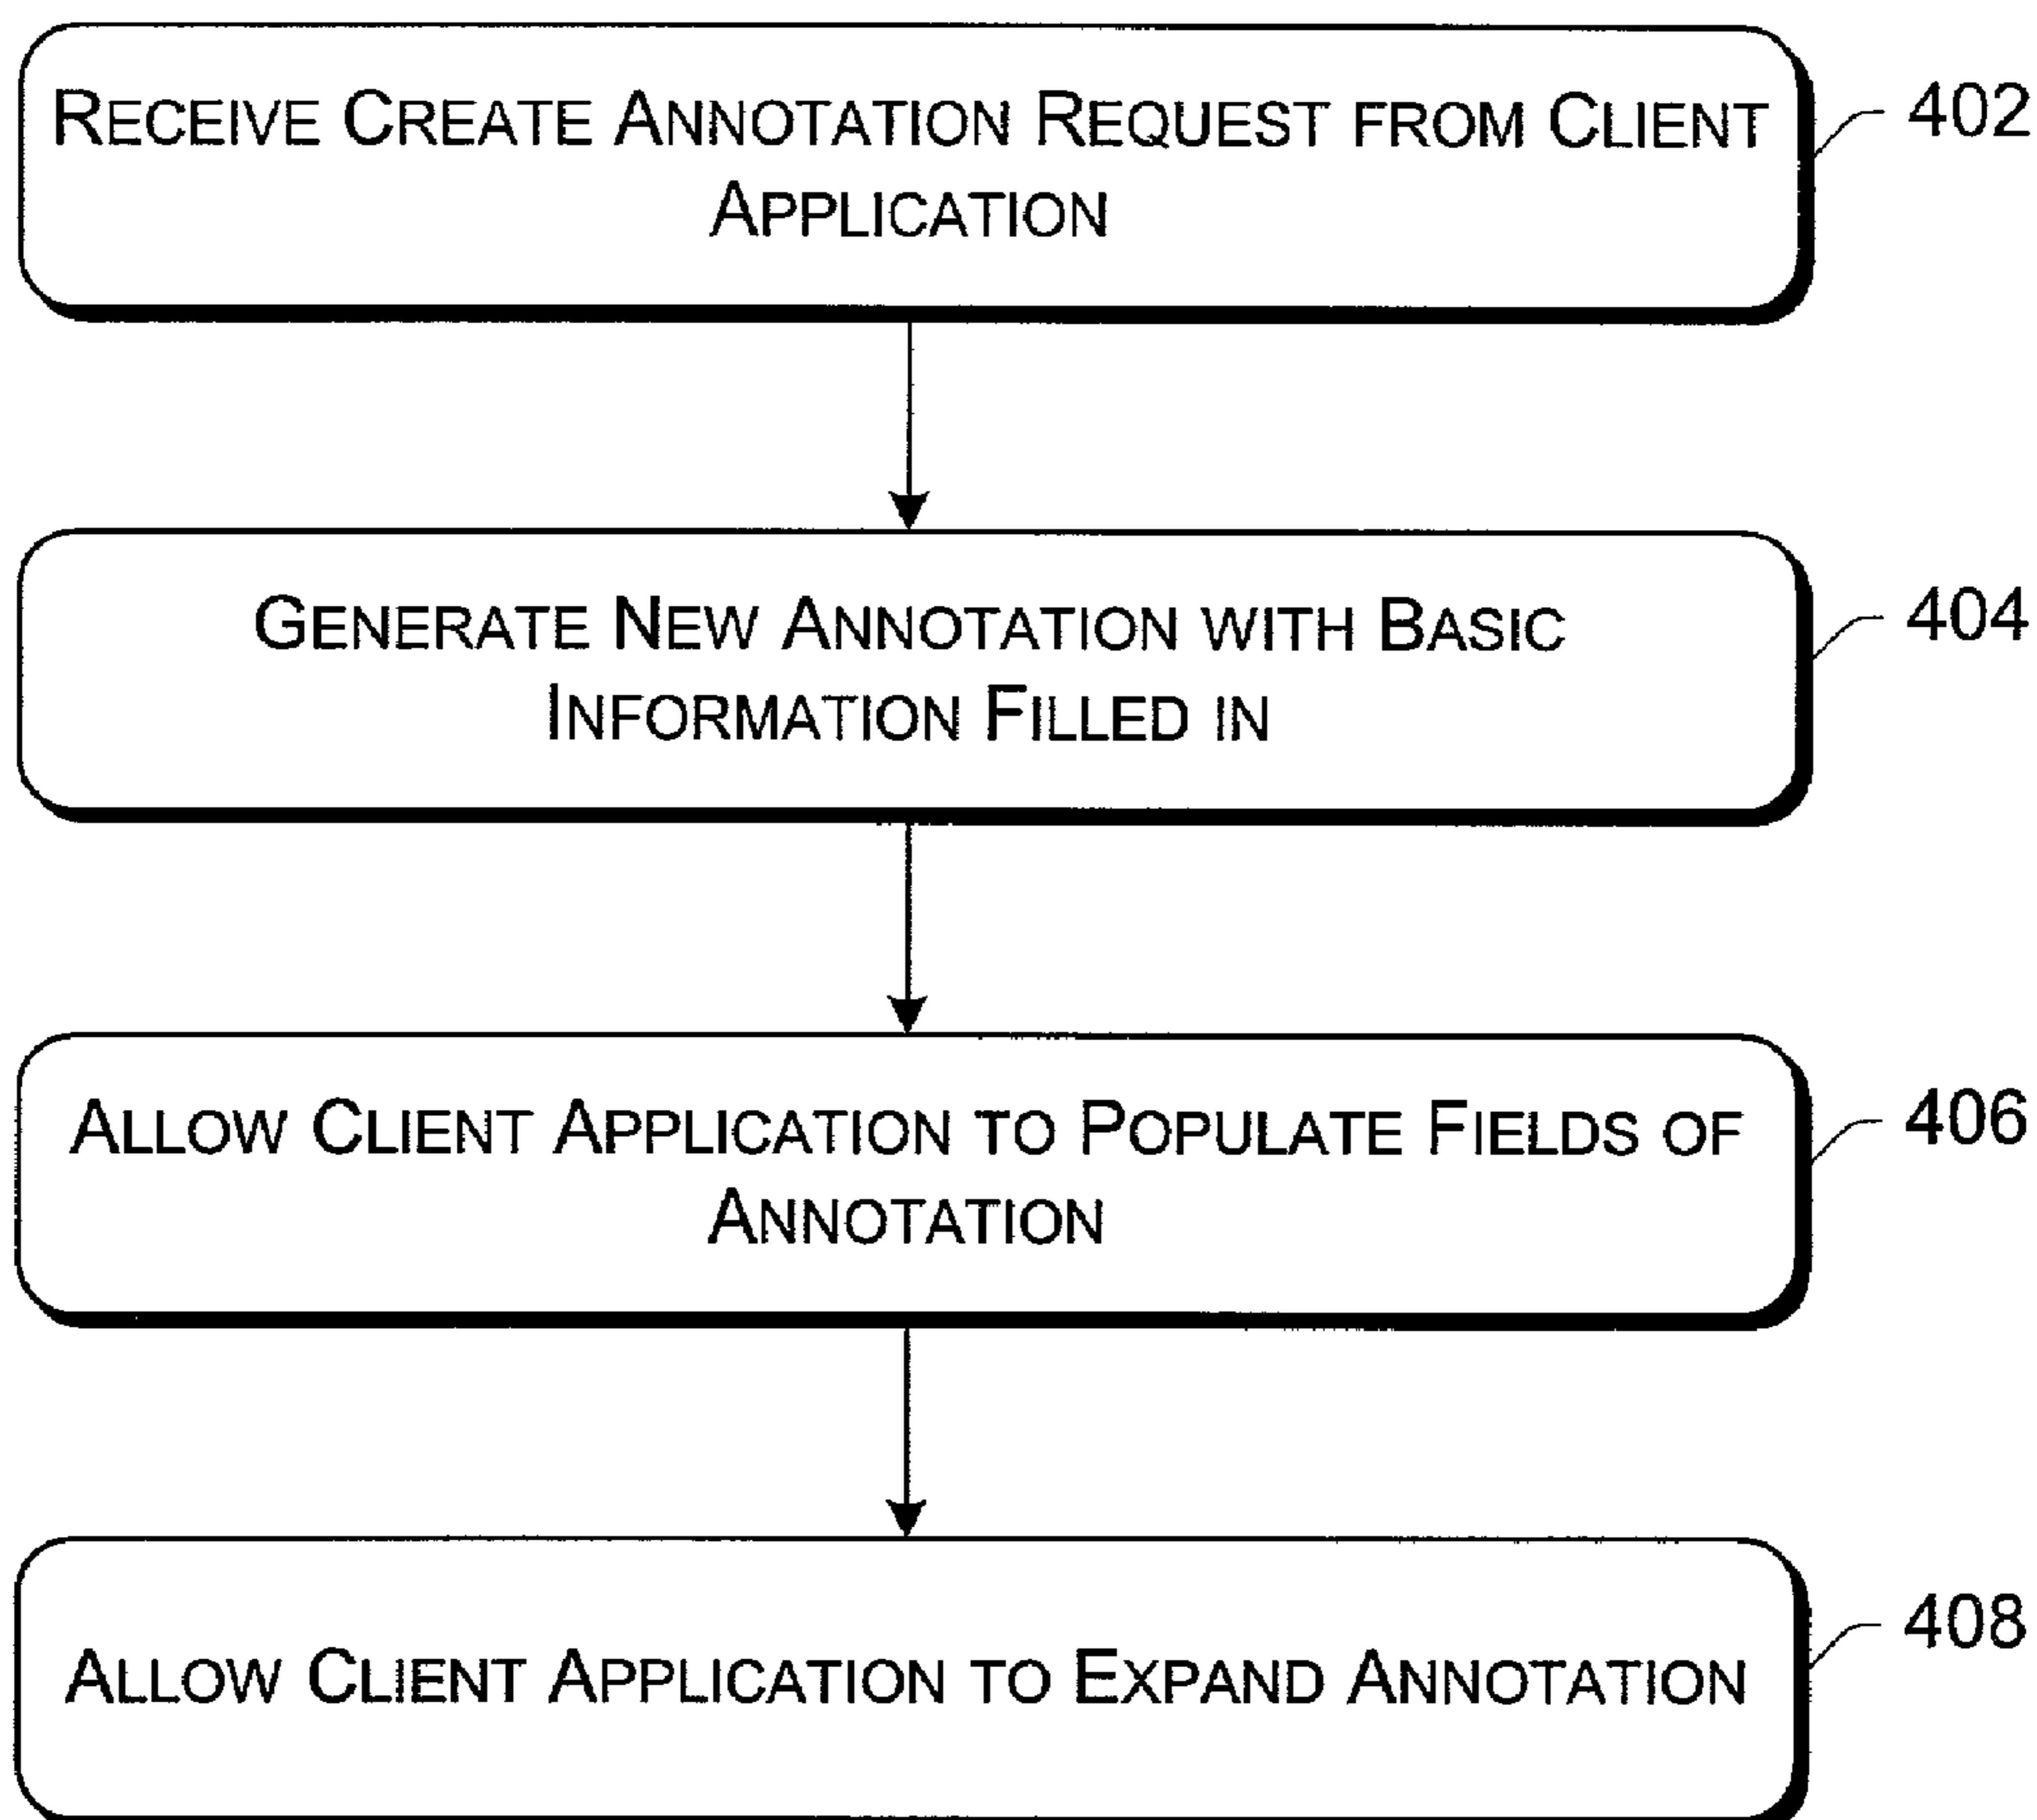 RECEIVE CREATE ANNOTATION REQUEST FROM CLIENT
APPLICATION
402
GENERATE NEW ANNOTATION WITH BASIC
INFORMATION FILLED IN
404
ALLOW CLIENT APPLICATION TO POPULATE FIELDS OF
ANNOTATION
406
ALLOW CLIENT APPLICATION TO EXPAND ANNOTATION
408